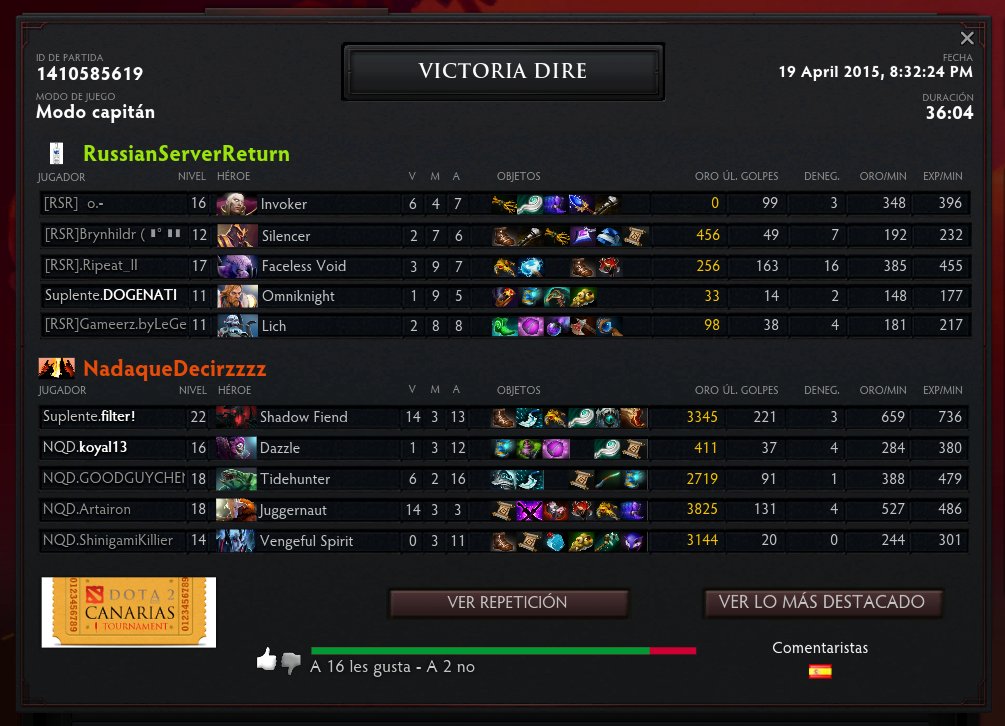 ID DE PARTIDA
1410585619
MODO DE JUEGO
Modo capitán
VICTORIA DIRE
FECHA
19 April 2015, 8:32:24 PM
DURACIÓN
36:04
RussianServerReturn
JUGADOR NIVEL HÉROE V M A OBJETOS ORO ÚL. GOLPES DENEG. ORO/MIN EXP/MIN
[RSR] o.- 16 Invoker 6 4 7 0 99 3 348 396
[RSR]Brynhildr ( 12 Silencer 2 7 6 456 49 7 192 232
[RSR].Ripeat_ll 17 Faceless Void 3 9 7 256 163 16 385 455
Suplente.DOGENATI 11 Omniknight 1 9 5 33 14 2 148 177
[RSR]Gameerz.byLeGe 11 Lich 2 8 8 98 38 4 181 217
NadaqueDecirzzzz
JUGADOR NIVEL HÉROE V M A OBJETOS ORO ÚL. GOLPES DENEG. ORO/MIN EXP/MIN
Suplente.filter! 22 Shadow Fiend 14 3 13 3345 221 3 659 736
NQD.koyal13 16 Dazzle 1 3 12 411 37 4 284 380
NQD.GOODGUYCHEN 18 Tidehunter 6 2 16 2719 91 1 388 479
NQD.Artairon 18 Juggernaut 14 3 3 3825 131 4 527 486
NQD.ShinigamiKillier 14 Vengeful Spirit 0 3 11 3144 20 0 244 301
0123456789
DOTA 2
CANARIAS
TOURNAMENT
0123456789
VER REPETICIÓN
VER LO MÁS DESTACADO
A 16 les gusta - A 2 no
Comentaristas